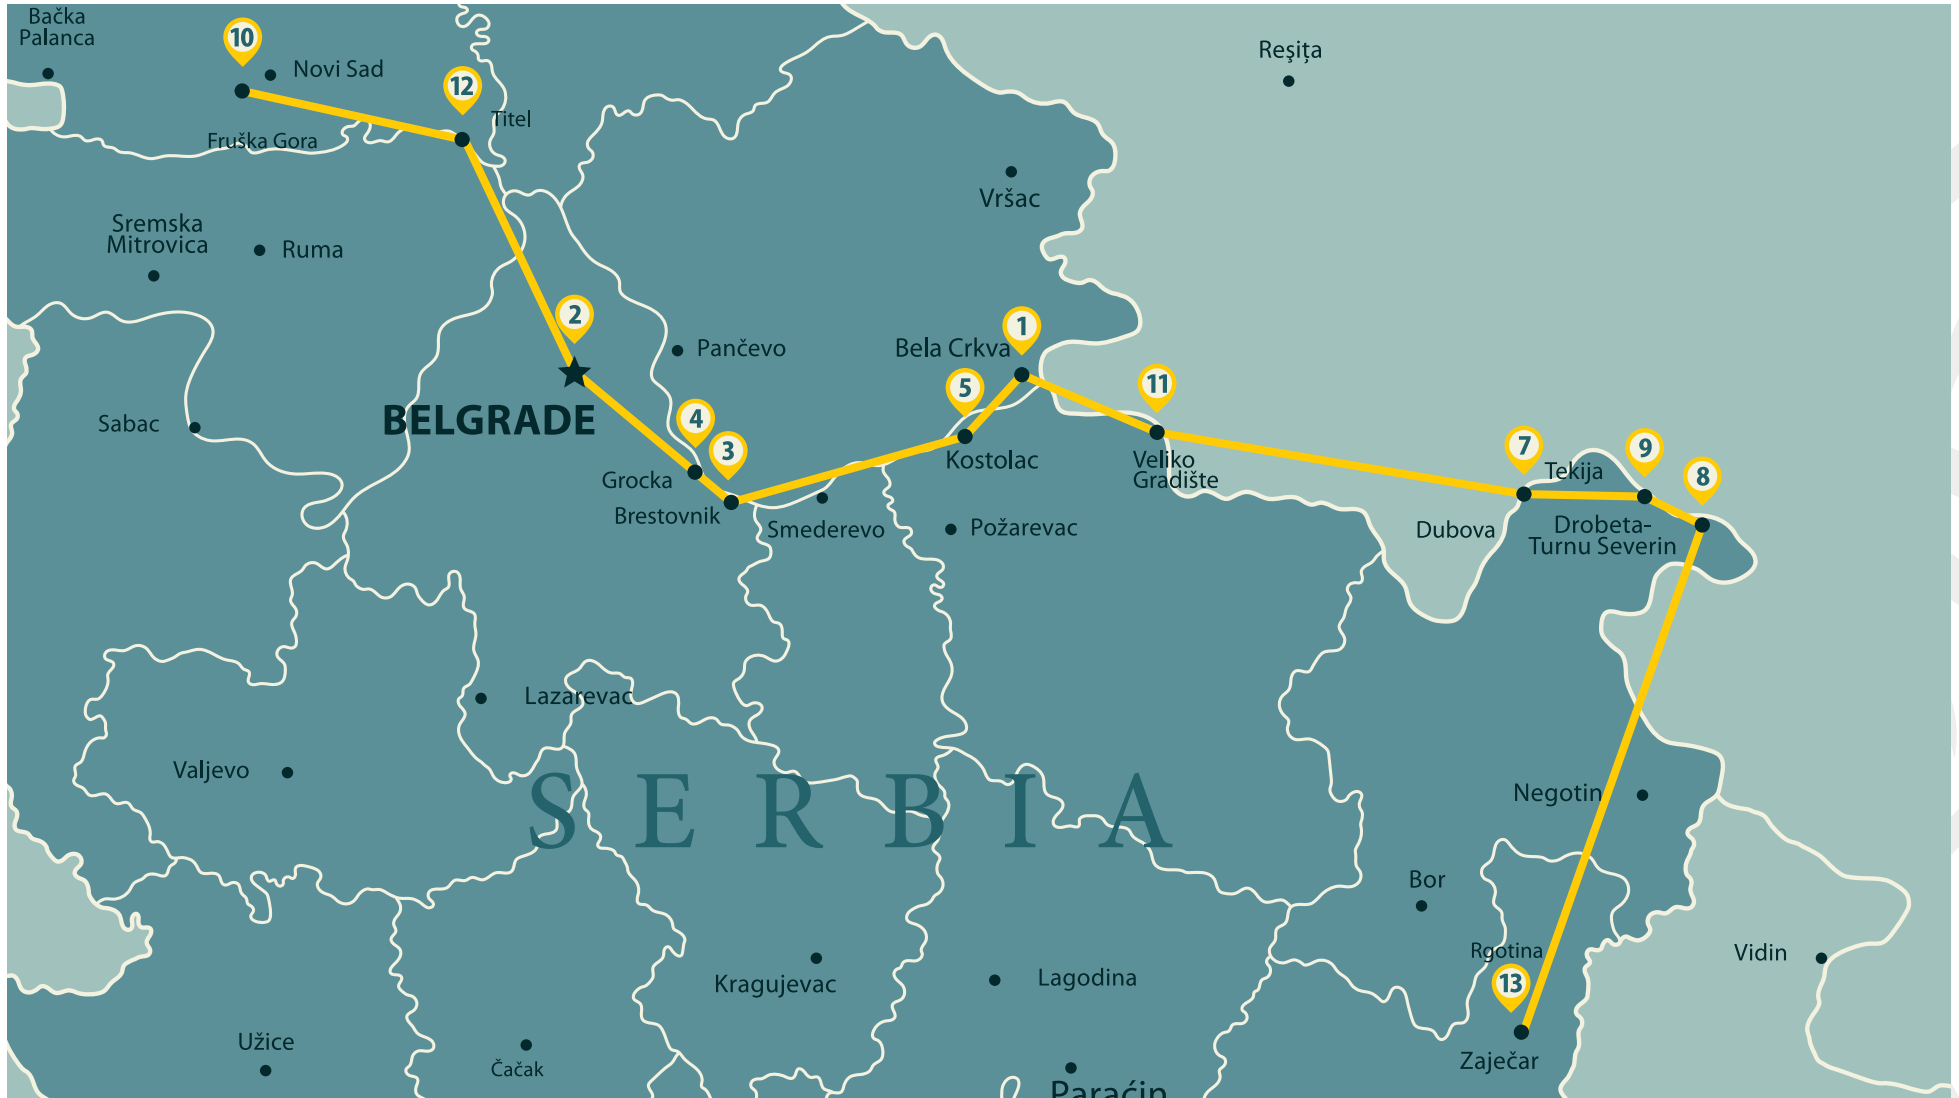 Bačka
Palanca
10
Novi Sad
12
Titel
Fruška Gora
Reșița
Vršac
Sremska
Mitrovica
Ruma
2
Pančevo
1
Bela Crkva
5
11
BELGRADE
Sabac
4
3
Grocka
Brestovnik
Smederevo
Kostolac
Požarevac
Veliko
Gradište
7
Tekija
9
8
Dubova
Drobeta-
Turnu Severin
Lazarevac
Valjevo
SERBIA
Negotin
Bor
Rgotina
13
Vidin
Kragujevac
Lagodina
Užice
Čačak
Zaječar
Paraćin